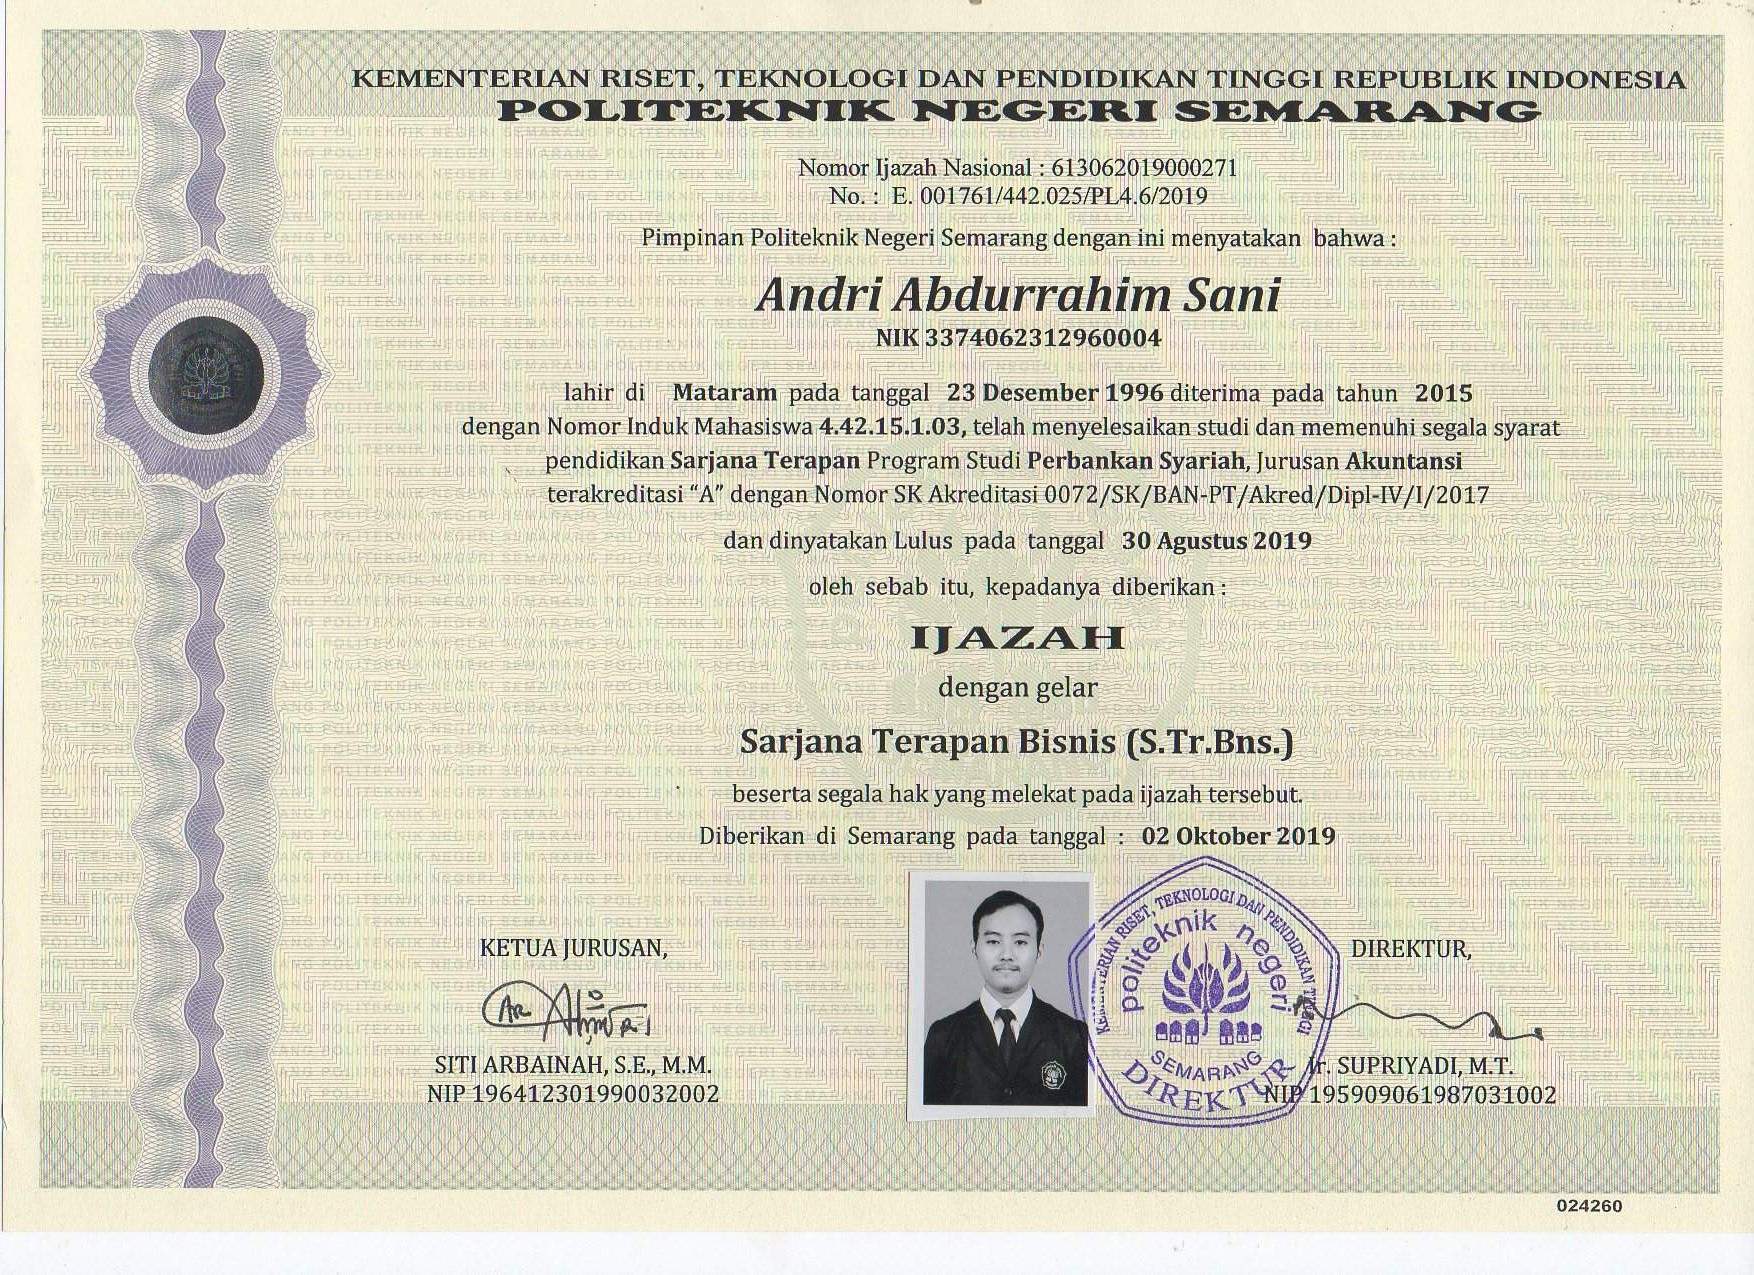 KEMENTERIAN RISET, TEKNOLOGI DAN PENDIDIKAN TINGGI REPUBLIK INDONESIA
POLITEKNIK NEGERI SEMARANG
Nomor Ijazah Nasional : 613062019000271
No. : E. 001761/442.025/PL4.6/2019
Pimpinan Politeknik Negeri Semarang dengan ini menyatakan bahwa :
Andri Abdurrahim Sani
NIK 3374062312960004
lahir di Mataram pada tanggal 23 Desember 1996 diterima pada tahun 2015
dengan Nomor Induk Mahasiswa 4.42.15.1.03, telah menyelesaikan studi dan memenuhi segala syarat
pendidikan Sarjana Terapan Program Studi Perbankan Syariah, Jurusan Akuntansi
terakreditasi “A” dengan Nomor SK Akreditasi 0072/SK/BAN-PT/Akred/Dipl-IV/I/2017
dan dinyatakan Lulus pada tanggal 30 Agustus 2019
oleh sebab itu, kepadanya diberikan :
IJAZAH
dengan gelar
Sarjana Terapan Bisnis (S.Tr.Bns.)
beserta segala hak yang melekat pada ijazah tersebut.
Diberikan di Semarang pada tanggal : 02 Oktober 2019
KETUA JURUSAN,
SITI ARBAINAH, S.E., M.M.
NIP 196412301990032002
KEMENTERIAN RISET, TEKNOLOGI DAN PENDIDIKAN TINGGI
politeknik negeri
SEMARANG
DIREKTUR
DIREKTUR,
Ir. SUPRIYADI, M.T.
NIP 195909061987031002
024260